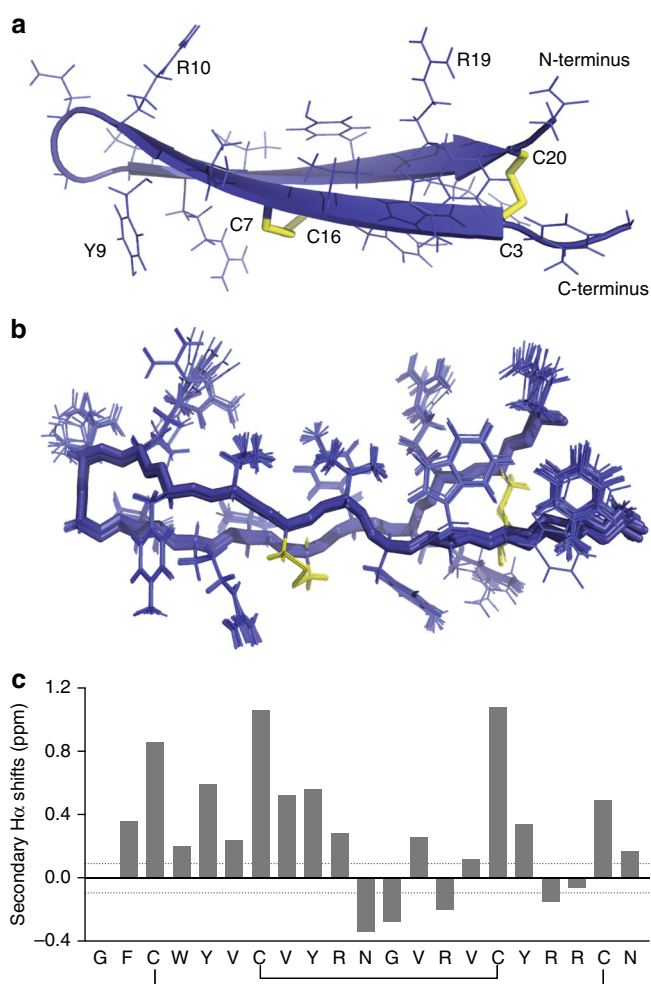 a
R10
R19
N-terminus
C20
C7
C16
C3
Y9
C-terminus
b
c
Secondary Hα shifts (ppm)
1.2
0.8
0.4
0.0
–0.4
G F C W Y V C V Y R N G V R V C Y R R C N